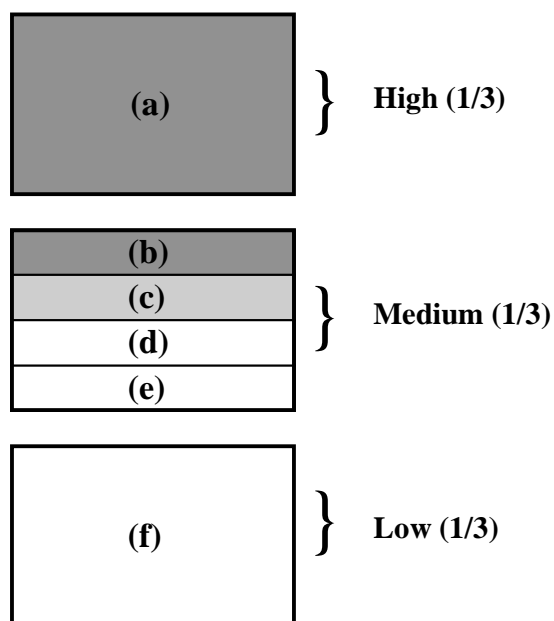 (a)
High (1/3)
(b)
(c)
(d)
(e)
Medium (1/3)
(f)
Low (1/3)